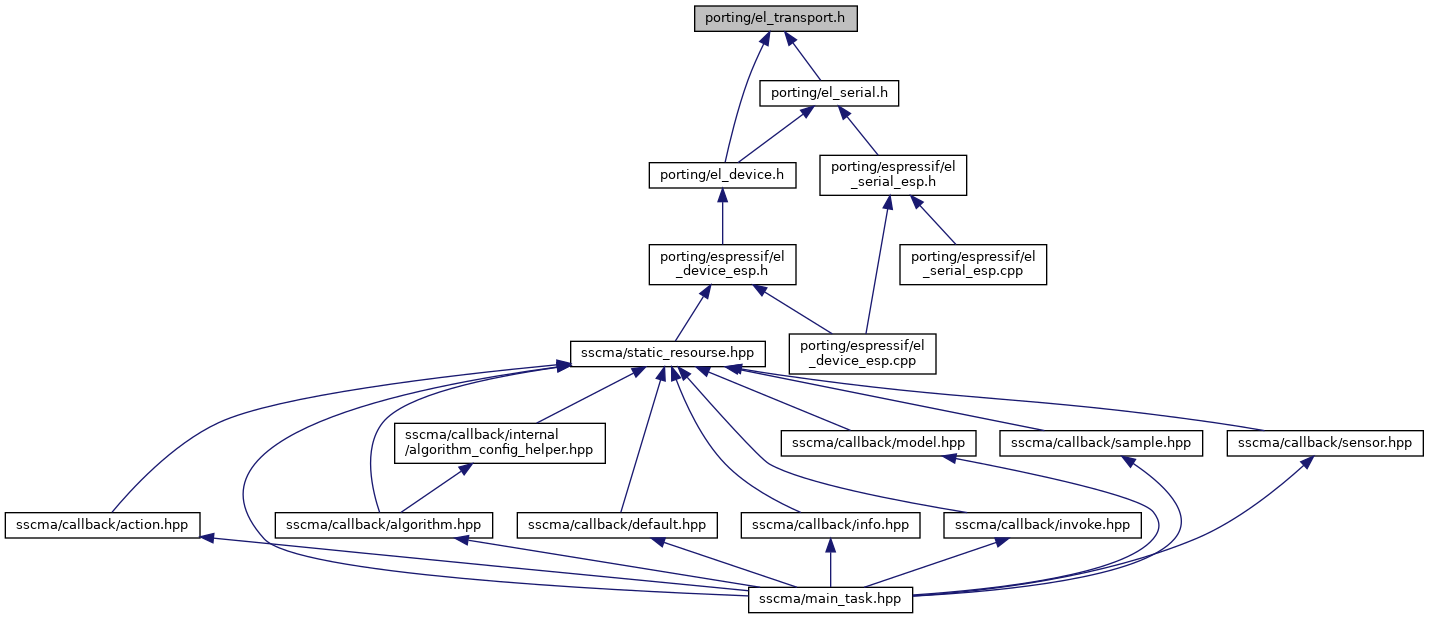 porting/el_transport.h
porting/el_serial.h
porting/el_device.h
porting/espressif/el
_serial_esp.h
porting/espressif/el
_device_esp.h
porting/espressif/el
_serial_esp.cpp
sscma/static_resourse.hpp
porting/espressif/el
_device_esp.cpp
sscma/callback/internal
/algorithm_config_helper.hpp
sscma/callback/model.hpp
sscma/callback/sample.hpp
sscma/callback/sensor.hpp
sscma/callback/action.hpp
sscma/callback/algorithm.hpp
sscma/callback/default.hpp
sscma/callback/info.hpp
sscma/callback/invoke.hpp
sscma/main_task.hpp